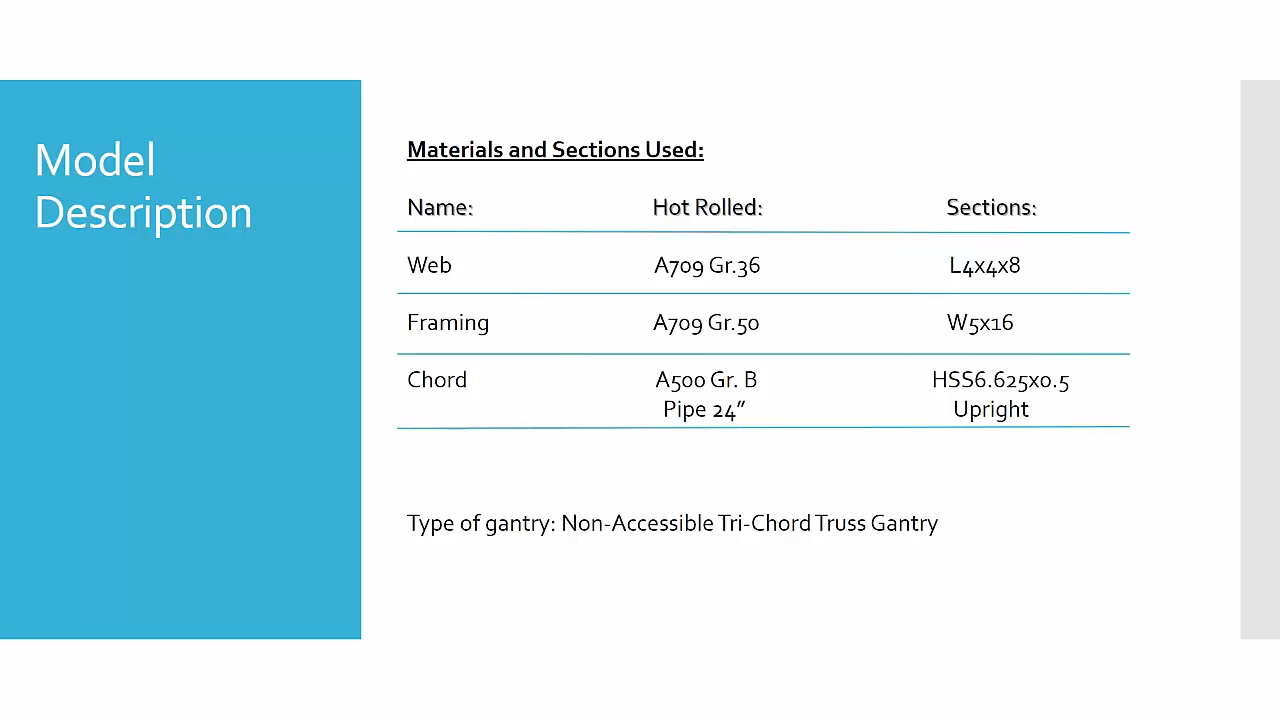 Model
Description
Materials and Sections Used:
Name: Hot Rolled: Sections:
Web A709 Gr.36 L4x4x8
Framing A709 Gr.50 W5x16
Chord A500 Gr. B HSS6.625x0.5
Pipe 24” Upright
Type of gantry: Non-Accessible Tri-Chord Truss Gantry